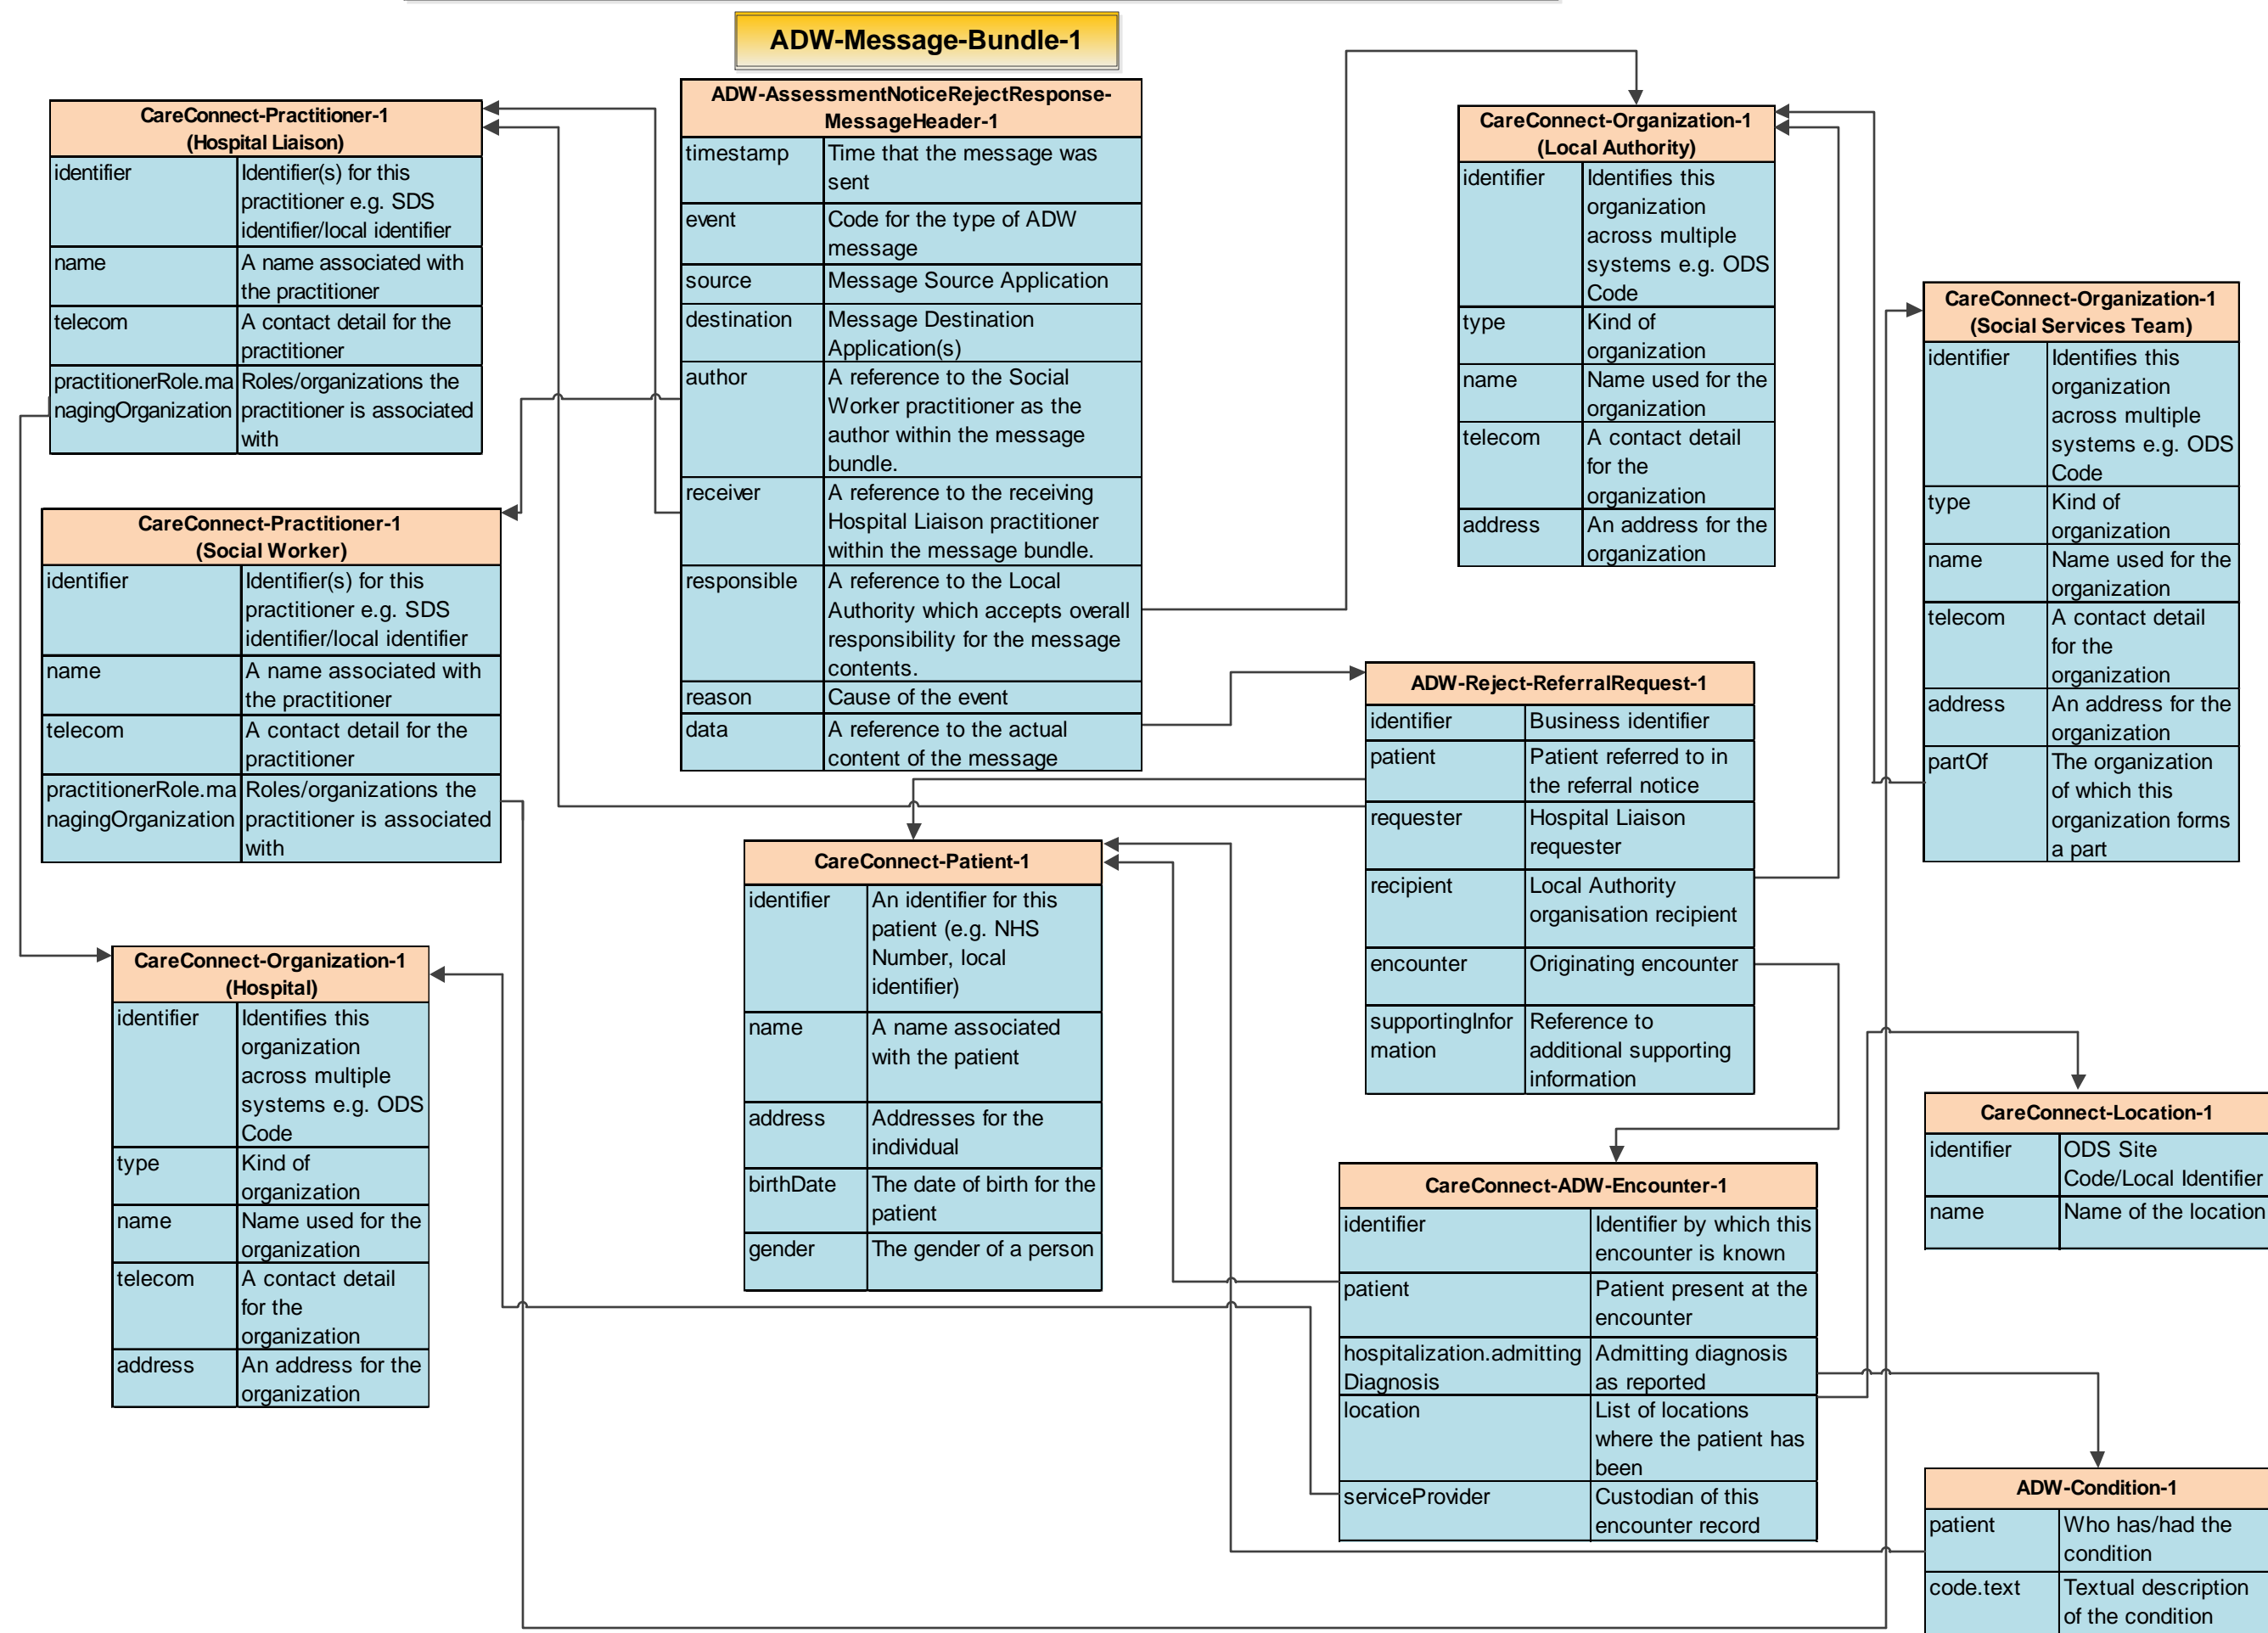 ADW-Message-Bundle-1
CareConnect-Practitioner-1
(Hospital Liaison)
identifier
Identifier(s) for this
practitioner e.g. SDS
identifier/local identifier
name
A name associated with
the practitioner
telecom
A contact detail for the
practitioner
practitionerRole.ma
nagingOrganization
Roles/organizations the
practitioner is associated
with
ADW-AssessmentNoticeRejectResponse-
MessageHeader-1
timestamp
Time that the message was
sent
event
Code for the type of ADW
message
source
Message Source Application
destination
Message Destination
Application(s)
author
A reference to the Social
Worker practitioner as the
author within the message
bundle.
receiver
A reference to the receiving
Hospital Liaison practitioner
within the message bundle.
responsible
A reference to the Local
Authority which accepts overall
responsibility for the message
contents.
reason
Cause of the event
data
A reference to the actual
content of the message
CareConnect-Organization-1
(Local Authority)
identifier
Identifies this
organization
across multiple
systems e.g. ODS
Code
type
Kind of
organization
name
Name used for the
organization
telecom
A contact detail
for the
organization
address
An address for the
organization
CareConnect-Organization-1
(Social Services Team)
identifier
Identifies this
organization
across multiple
systems e.g. ODS
Code
type
Kind of
organization
name
Name used for the
organization
telecom
A contact detail
for the
organization
address
An address for the
organization
partOf
The organization
of which this
organization forms
a part
CareConnect-Practitioner-1
(Social Worker)
identifier
Identifier(s) for this
practitioner e.g. SDS
identifier/local identifier
name
A name associated with
the practitioner
telecom
A contact detail for the
practitioner
practitionerRole.ma
nagingOrganization
Roles/organizations the
practitioner is associated
with
ADW-Reject-ReferralRequest-1
identifier
Business identifier
patient
Patient referred to in
the referral notice
requester
Hospital Liaison
requester
recipient
Local Authority
organisation recipient
encounter
Originating encounter
supportingInfor
mation
Reference to
additional supporting
information
CareConnect-Patient-1
identifier
An identifier for this
patient (e.g. NHS
Number, local
identifier)
name
A name associated
with the patient
address
Addresses for the
individual
birthDate
The date of birth for the
patient
gender
The gender of a person
CareConnect-Organization-1
(Hospital)
identifier
Identifies this
organization
across multiple
systems e.g. ODS
Code
type
Kind of
organization
name
Name used for the
organization
telecom
A contact detail
for the
organization
address
An address for the
organization
CareConnect-Location-1
identifier
ODS Site
Code/Local Identifier
name
Name of the location
CareConnect-ADW-Encounter-1
identifier
Identifier by which this
encounter is known
patient
Patient present at the
encounter
hospitalization.admitting
Diagnosis
Admitting diagnosis
as reported
location
List of locations
where the patient has
been
serviceProvider
Custodian of this
encounter record
ADW-Condition-1
patient
Who has/had the
condition
code.text
Textual description
of the condition